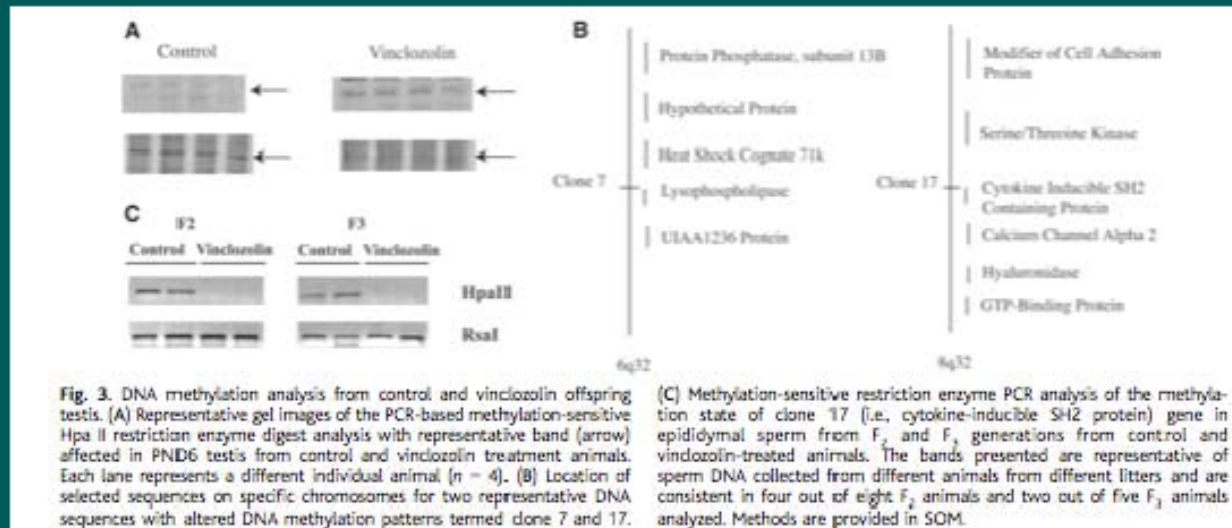 A
Control
Vinclozolin
B
Protein Phosphatase, subunit 13B
Hypothetical Protein
Heat Shock Cognate 71k
Clone 7
Lysophospholipase
UIAA1236 Protein
6q32
Modifier of Cell Adhesion
Protein
Serine/Threoine Kinase
Clone 17
Cytokine Inducible SH2
Containing Protein
Calcium Channel Alpha 2
Hyaluronidase
GTP-Binding Protein
8q32
C
F2
F3
Control Vinclozolin
Control Vinclozolin
HpaII
RsaI
Fig. 3. DNA methylation analysis from control and vinclozolin offspring
testis. (A) Representative gel images of the PCR-based methylation-sensitive
Hpa II restriction enzyme digest analysis with representative band (arrow)
affected in PND6 testis from control and vinclozolin treatment animals.
Each lane represents a different individual animal (n = 4). (B) Location of
selected sequences on specific chromosomes for two representative DNA
sequences with altered DNA methylation patterns termed clone 7 and 17.
(C) Methylation-sensitive restriction enzyme PCR analysis of the methyla-
tion state of clone 17 (i.e., cytokine-inducible SH2 protein) gene in
epididymal sperm from F2 and F3 generations from control and
vinclozolin-treated animals. The bands presented are representative of
sperm DNA collected from different animals from different litters and are
consistent in four out of eight F2 animals and two out of five F3 animals
analyzed. Methods are provided in SOM.